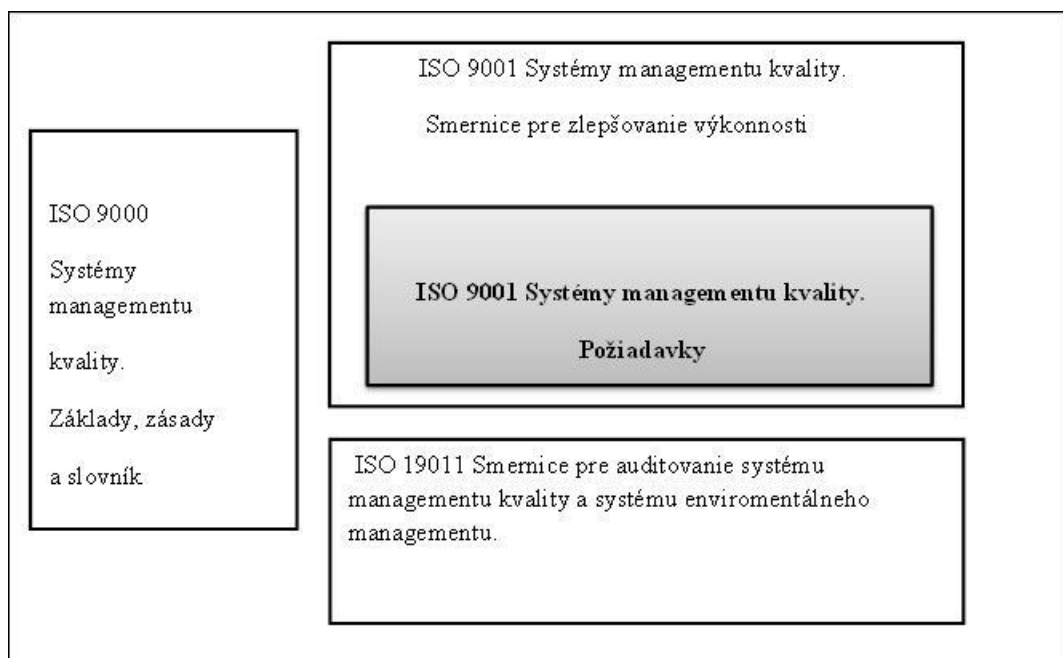 ISO 9000
Systémy
managementu
kvality.
Základy, zásady
a slovník
ISO 9001 Systémy managementu kvality.
Smernice pre zlepšovanie výkonnosti
ISO 9001 Systémy managementu kvality.
Požiadavky
ISO 19011 Smernice pre auditovanie systému
managementu kvality a systému enviromentálneho
managementu.